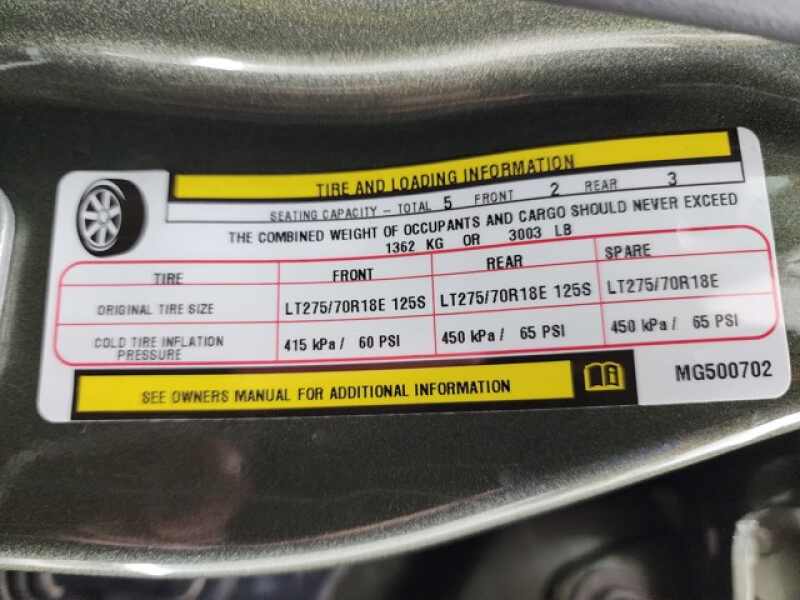 TIRE AND LOADING INFORMATION
SEATING CAPACITY - TOTAL 5 FRONT 2 REAR 3
THE COMBINED WEIGHT OF OCCUPANTS AND CARGO SHOULD NEVER EXCEED
1362 KG OR 3003 LB
TIRE FRONT REAR SPARE
ORIGINAL TIRE SIZE LT275/70R18E 125S LT275/70R18E 125S LT275/70R18E
COLD TIRE INFLATION PRESSURE 415 kPa / 60 PSI 450 kPa / 65 PSI 450 kPa / 65 PSI
SEE OWNERS MANUAL FOR ADDITIONAL INFORMATION
MG500702